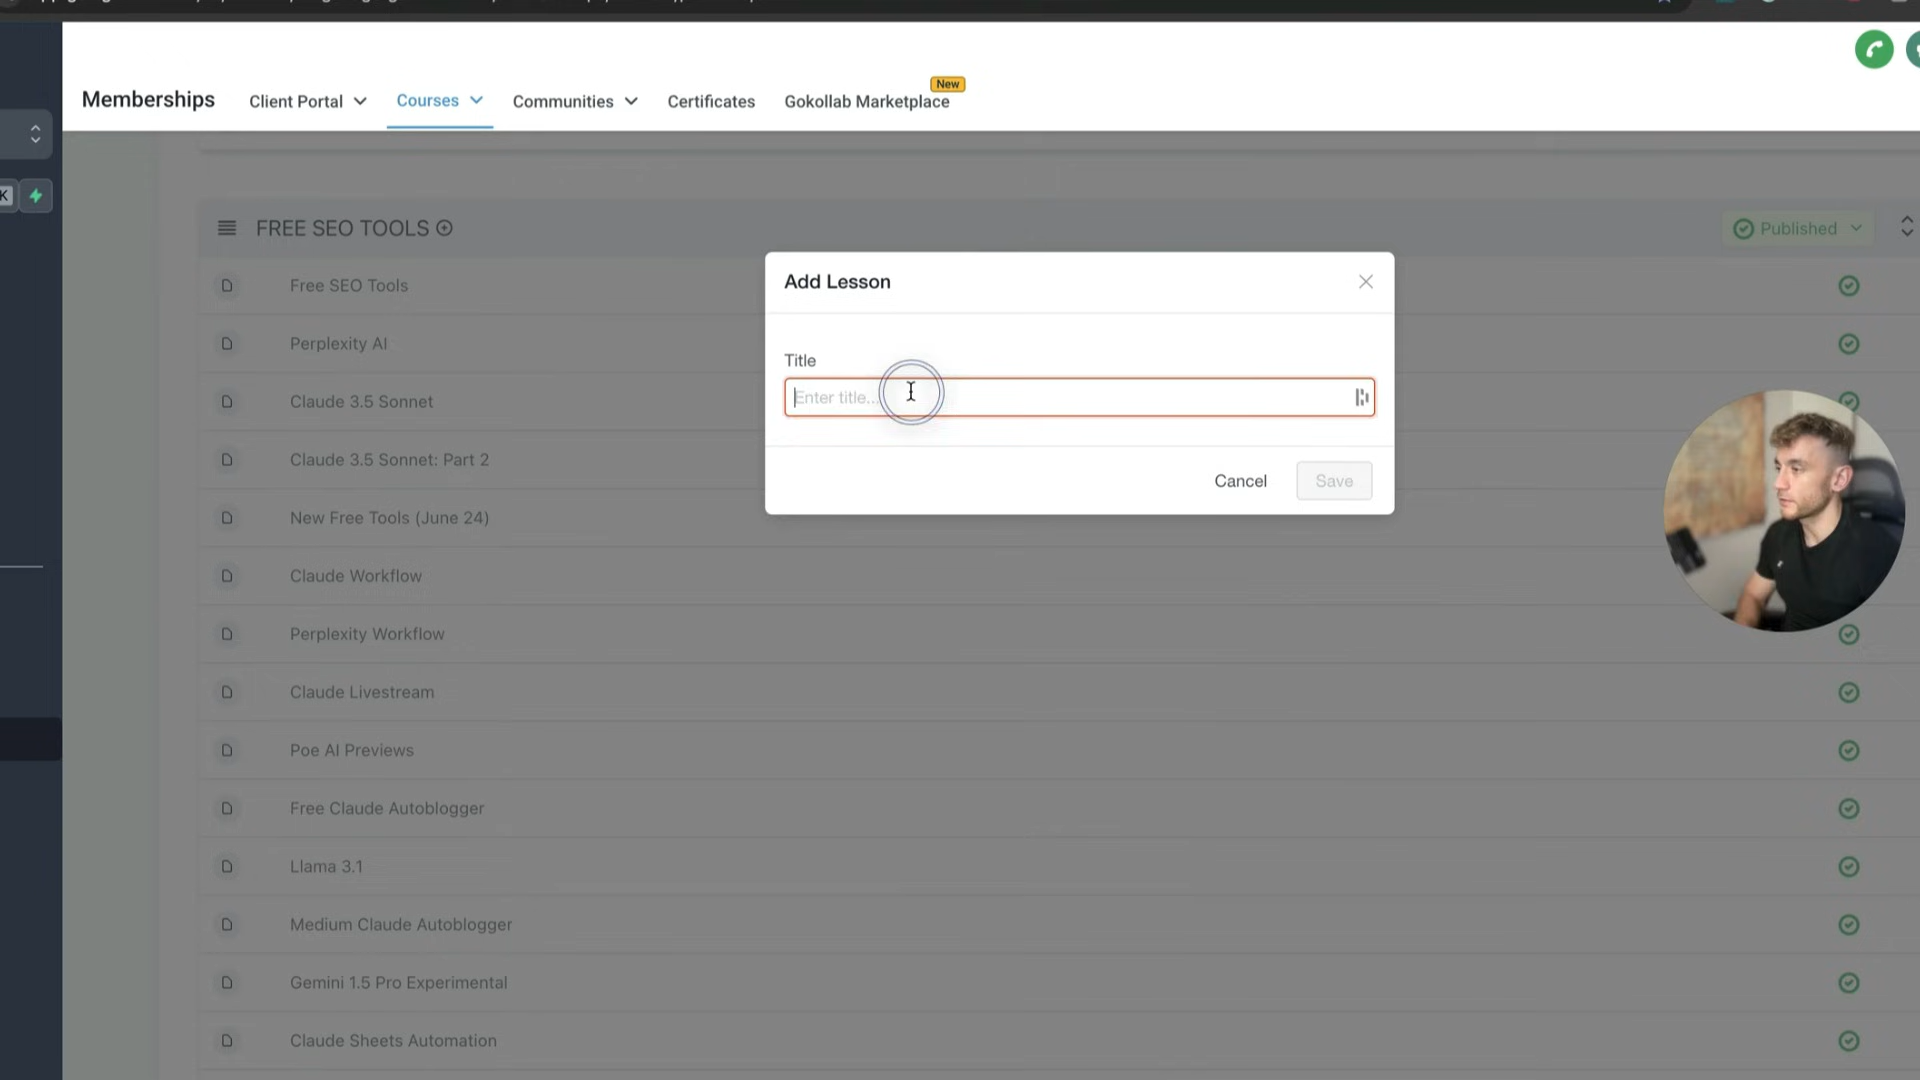 New
Memberships
Client Portal
Courses
Communities
Certificates
Gokollab Marketplace
K
FREE SEO TOOLS
Published
Free SEO Tools
Add Lesson
Perplexity AI
Title
Claude 3.5 Sonnet
Enter title...
Claude 3.5 Sonnet: Part 2
Cancel
Save
New Free Tools (June 24)
Claude Workflow
Perplexity Workflow
Claude Livestream
Poe AI Previews
Free Claude Autoblogger
Llama 3.1
Medium Claude Autoblogger
Gemini 1.5 Pro Experimental
Claude Sheets Automation